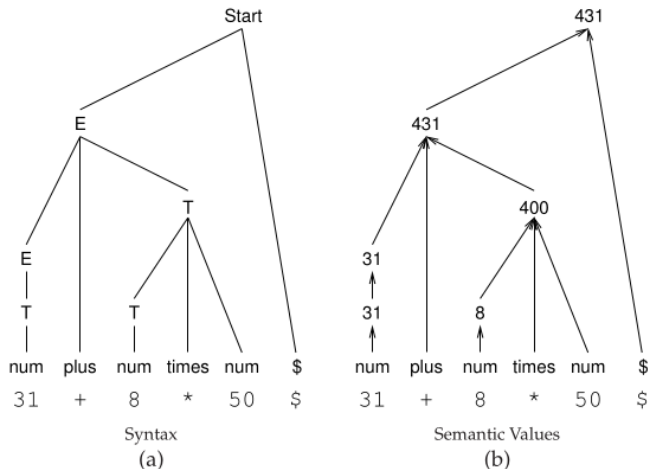 Start 431
E 431
T 400
E 31
T T 31 8
num plus num times num $ num plus num times num $
31 + 8 * 50 $ 31 + 8 * 50 $
Syntax Semantic Values
(a) (b)